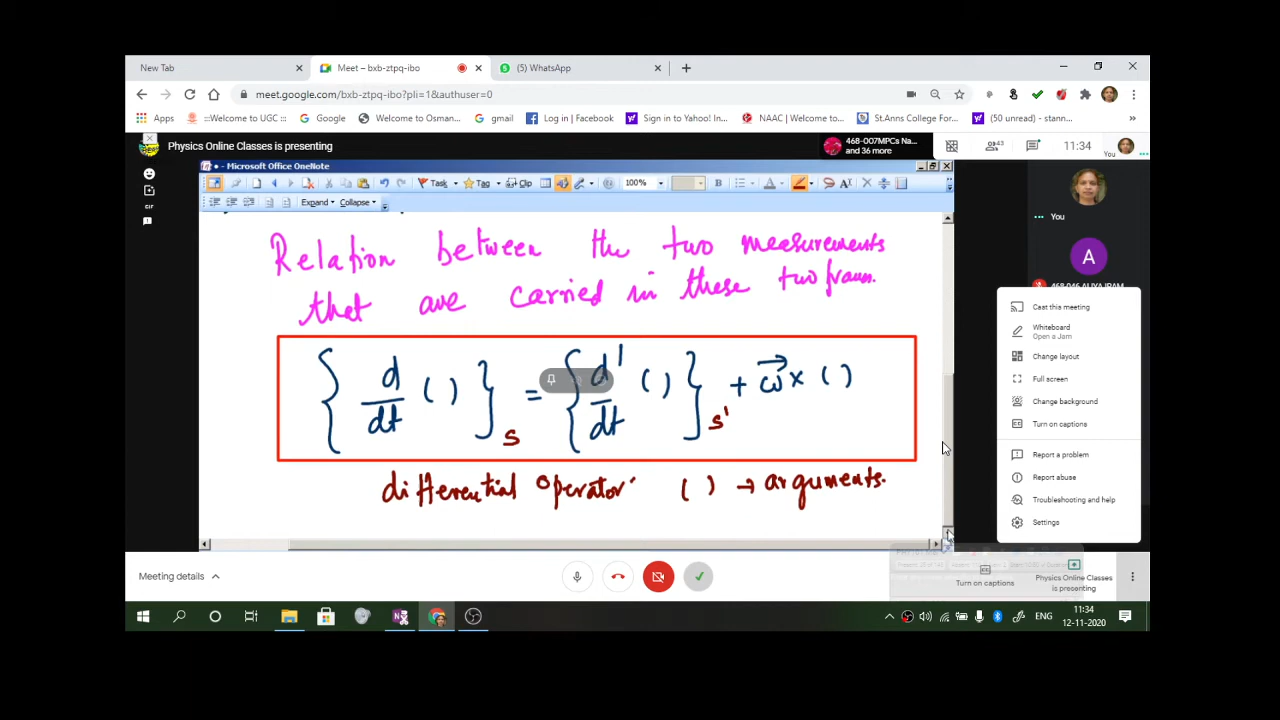 New Tab
Meet – bxb-ztpq-ibo
(5) WhatsApp
meet.google.com/bxb-ztpq-ibo?pli=1&authuser=0
Apps
:::Welcome to UGC :::
Google
Welcome to Osman...
gmail
Log in | Facebook
Sign in to Yahoo! In...
NAAC | Welcome to...
St.Anns College For...
(50 unread) - stann...
Physics Online Classes is presenting
468-007MPCs Na...
and 36 more
43
11:34
You
Microsoft Office OneNote
Task
Tag
Clip
100%
B
Expand
Collapse
Relation between the two measurements
that are carried in these two frames.
{ d/dt ( ) }s = { d'/dt ( ) }s' + ω⃗ x ( )
differential operator ( ) → arguments.
You
A
468-046 ALIYA IRAM
Cast this meeting
Whiteboard
Open a Jam
Change layout
Full screen
Change background
Turn on captions
Report a problem
Report abuse
Troubleshooting and help
Settings
Meeting details
Turn on captions
Physics Online Classes
is presenting
ENG
11:34
12-11-2020